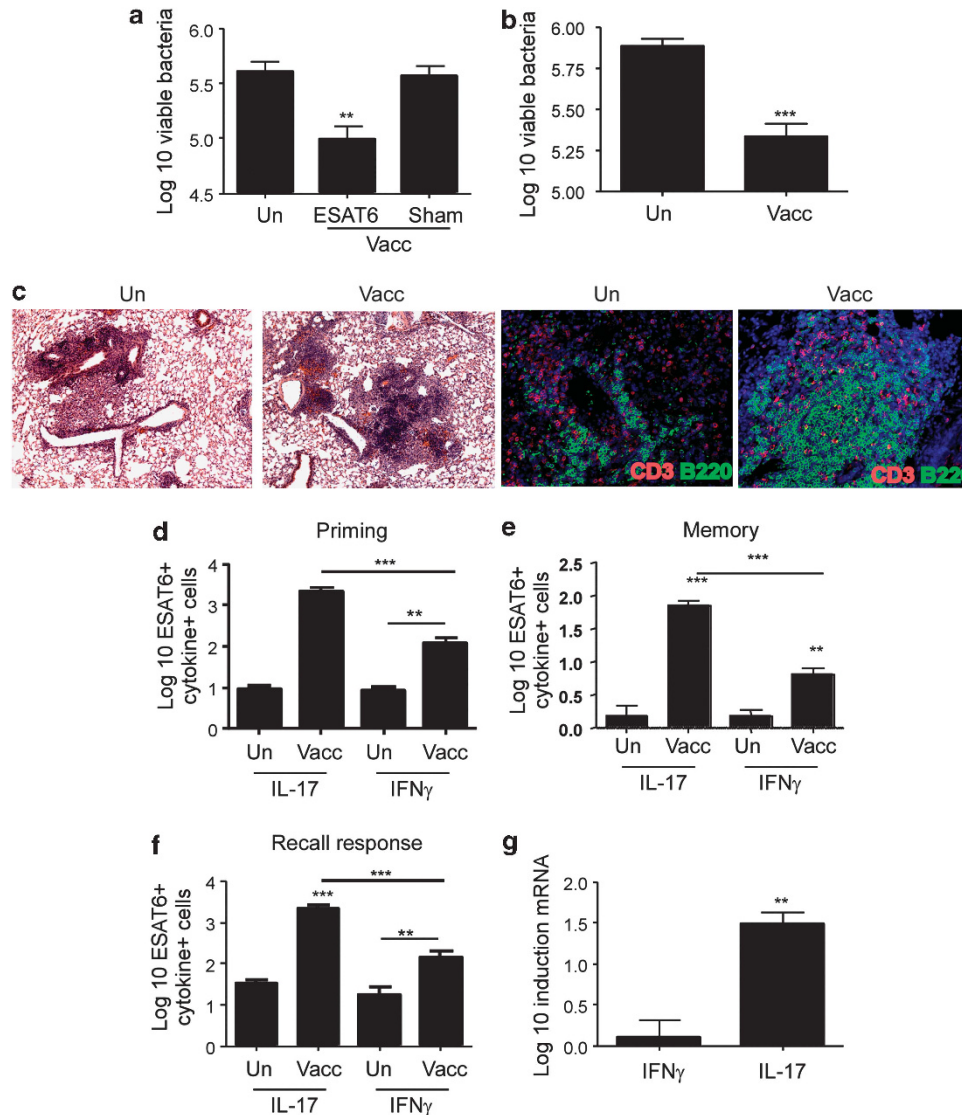 a
Log 10 viable bacteria
6.0
5.5
5.0
4.5
**
Un
ESAT6
Sham
Vacc
b
Log 10 viable bacteria
6.00
5.75
5.50
5.25
5.00
***
Un
Vacc
c
Un
Vacc
Un
Vacc
CD3 B220
CD3 B22
d
Priming
Log 10 ESAT6+
cytokine+ cells
4
3
2
1
0
***
**
Un
Vacc
Un
Vacc
IL-17
IFNγ
e
Memory
Log 10 ESAT6+
cytokine+ cells
2.5
2.0
1.5
1.0
0.5
0.0
***
***
**
Un
Vacc
Un
Vacc
IL-17
IFNγ
f
Recall response
Log 10 ESAT6+
cytokine+ cells
4
3
2
1
0
***
***
**
Un
Vacc
Un
Vacc
IL-17
IFNγ
g
Log 10 induction mRNA
2.0
1.5
1.0
0.5
0.0
**
IFNγ
IL-17